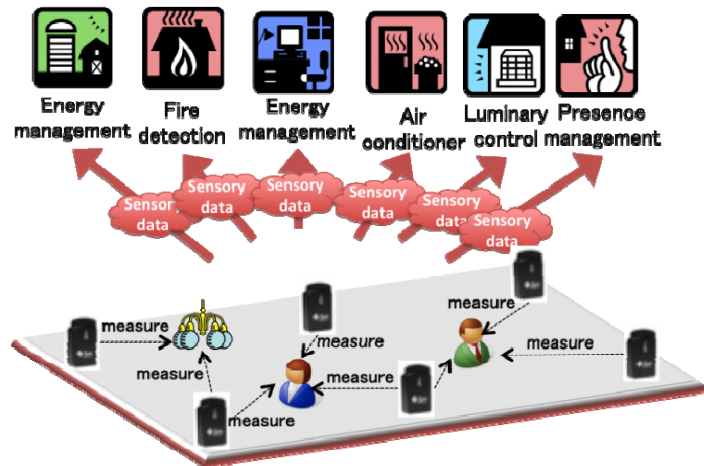 Energy
management
Fire
detection
Energy
management
Air
conditioner
Luminary
control
Presence
management
Sensory
data
Sensory
data
Sensory
data
Sensory
data
Sensory
data
Sensory
data
measure
measure
measure
measure
measure
measure
measure